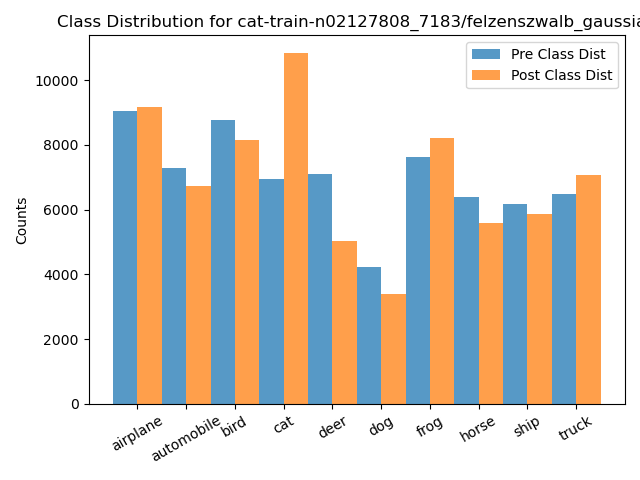 Class Distribution for cat-train-n02127808_7183/felzenszwalb_gaussia
Pre Class Dist
Post Class Dist
Counts
10000
8000
6000
4000
2000
0
airplane
automobile
bird
cat
deer
dog
frog
horse
ship
truck